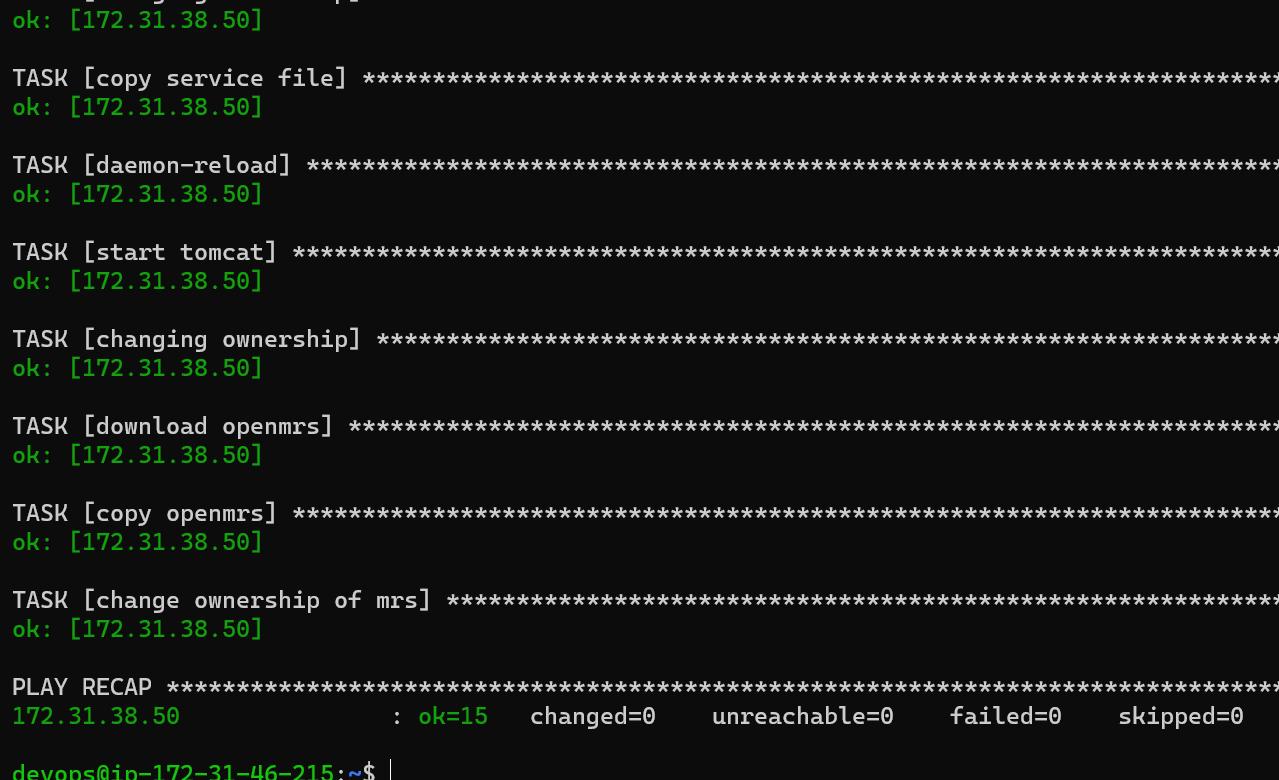 ok: [172.31.38.50]
TASK [copy service file] ******************************************************************
ok: [172.31.38.50]
TASK [daemon-reload] **********************************************************************
ok: [172.31.38.50]
TASK [start tomcat] ***********************************************************************
ok: [172.31.38.50]
TASK [changing ownership] *****************************************************************
ok: [172.31.38.50]
TASK [download openmrs] *******************************************************************
ok: [172.31.38.50]
TASK [copy openmrs] ***********************************************************************
ok: [172.31.38.50]
TASK [change ownership of mrs] ************************************************************
ok: [172.31.38.50]
PLAY RECAP ********************************************************************************
172.31.38.50 : ok=15 changed=0 unreachable=0 failed=0 skipped=0
devops@ip-172-31-46-215:~$